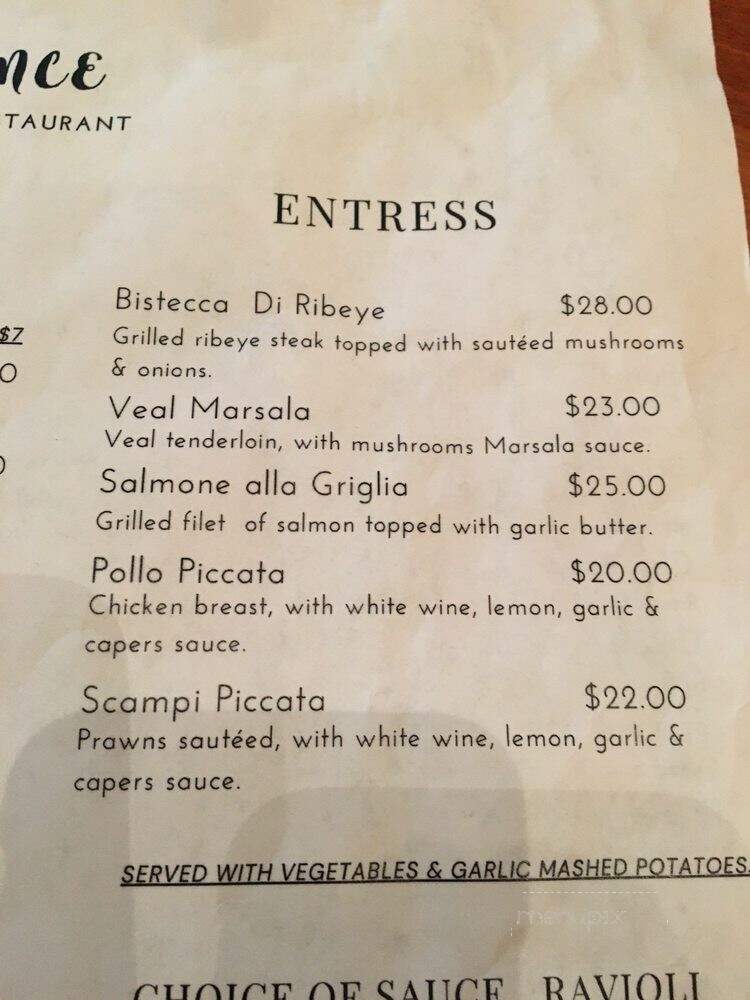 NCE
TAURANT
ENTRESS
$7
0
Bistecca Di Ribeye $28.00
Grilled ribeye steak topped with sautéed mushrooms
& onions.
Veal Marsala $23.00
Veal tenderloin, with mushrooms Marsala sauce.
Salmone alla Griglia $25.00
Grilled filet of salmon topped with garlic butter.
Pollo Piccata $20.00
Chicken breast, with white wine, lemon, garlic &
capers sauce.
Scampi Piccata $22.00
Prawns sautéed, with white wine, lemon, garlic &
capers sauce.
SERVED WITH VEGETABLES & GARLIC MASHED POTATOES.
CHOICE OF SAUCE RAVIOLI